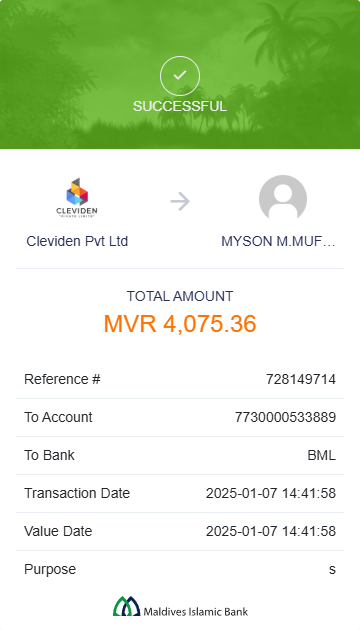 SUCCESSFUL
CLEVIDEN
Cleviden Pvt Ltd
MYSON M.MUF...
TOTAL AMOUNT
MVR 4,075.36
Reference # 728149714
To Account 7730000533889
To Bank BML
Transaction Date 2025-01-07 14:41:58
Value Date 2025-01-07 14:41:58
Purpose s
Maldives Islamic Bank